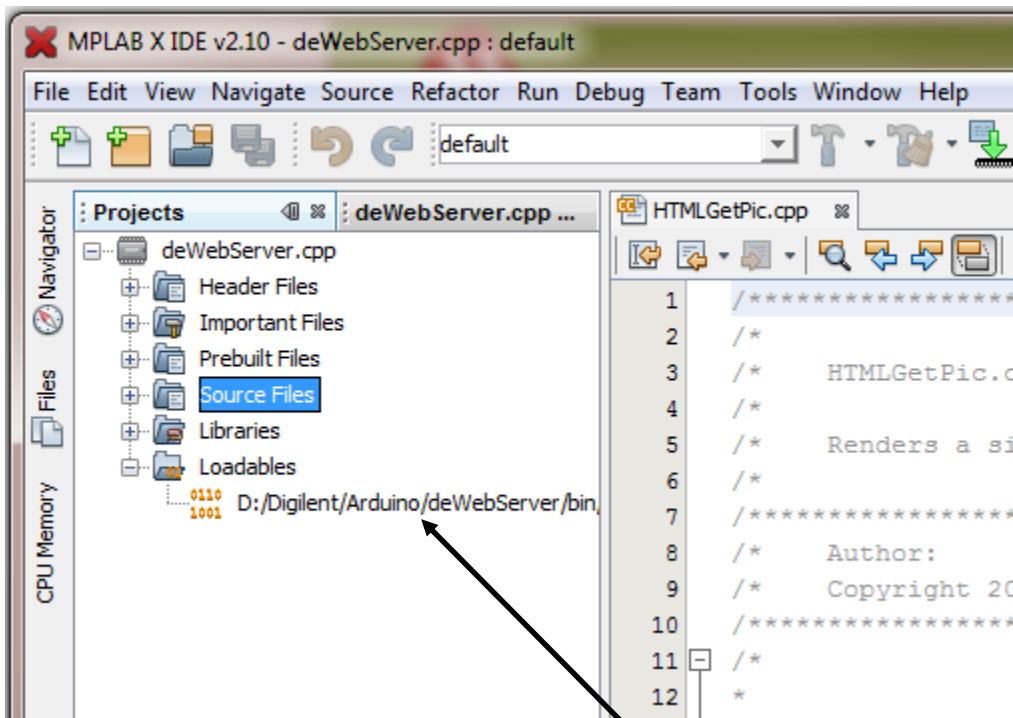 MPLAB X IDE v2.10 - deWebServer.cpp : default
File Edit View Navigate Source Refactor Run Debug Team Tools Window Help
default
Navigator
Files
CPU Memory
Projects
deWebServer.cpp ...
deWebServer.cpp
Header Files
Important Files
Prebuilt Files
Source Files
Libraries
Loadables
0110
1001
D:/Digilent/Arduino/deWebServer/bin,
HTMLGetPic.cpp
1 /*****************
2 /*
3 /* HTMLGetPic.c
4 /*
5 /* Renders a si
6 /*
7 /*****************
8 /* Author:
9 /* Copyright 20
10 /*****************
11 /*
12 *